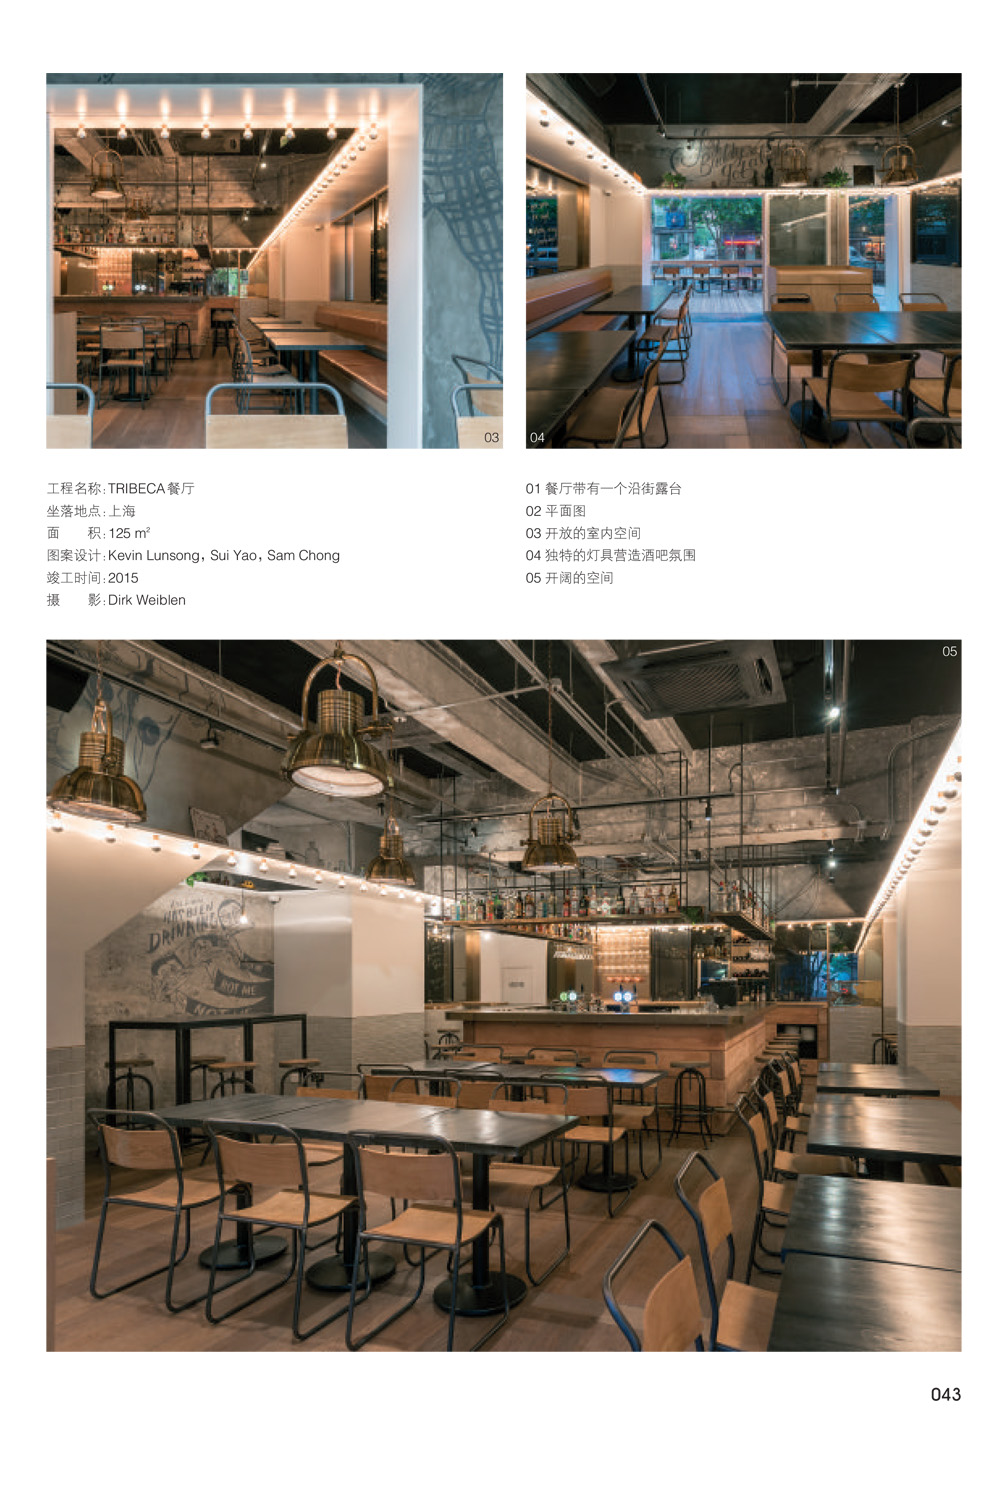 03
04
工程名称：TRIBECA餐厅
坐落地点：上海
面　　积：125 m²
图案设计：Kevin Lunsong，Sui Yao，Sam Chong
竣工时间：2015
摄　　影：Dirk Weiblen
01 餐厅带有一个沿街露台
02 平面图
03 开放的室内空间
04 独特的灯具营造酒吧氛围
05 开阔的空间
05
DRINKING
NOT ME
043